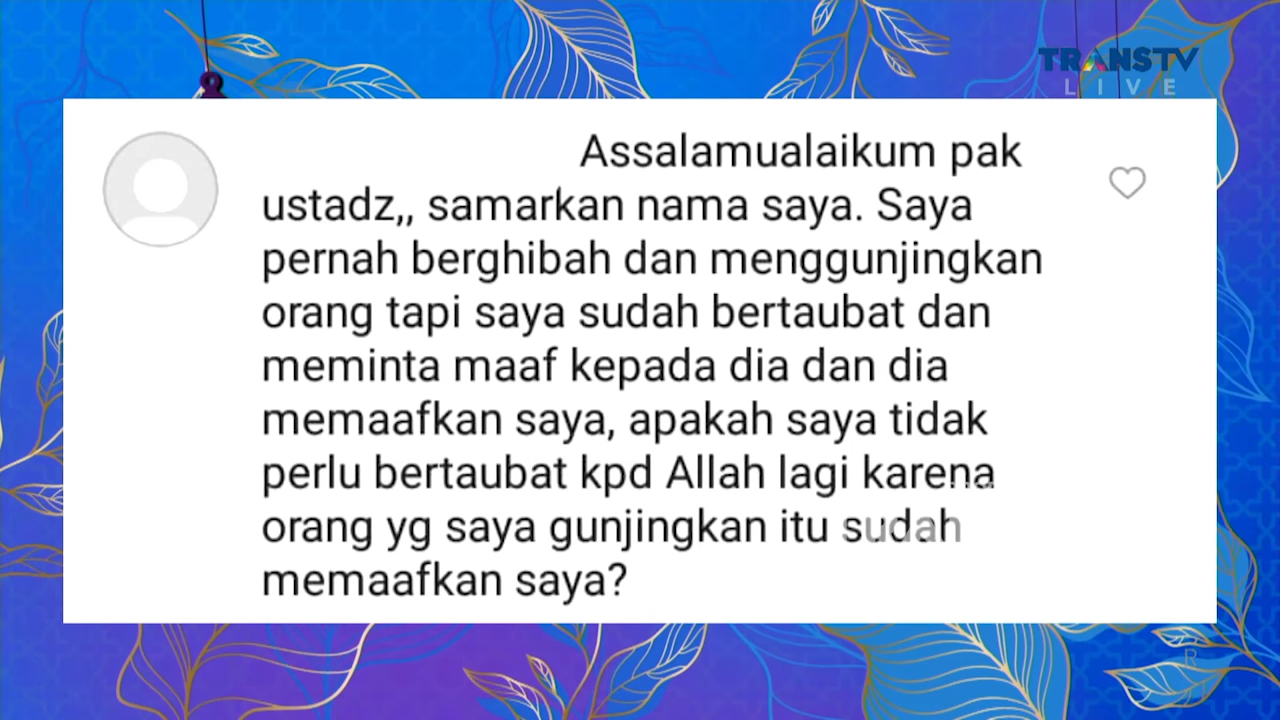 TRANSTV
LIVE
Assalamualaikum pak
ustadz,, samarkan nama saya. Saya
pernah berghibah dan menggunjingkan
orang tapi saya sudah bertaubat dan
meminta maaf kepada dia dan dia
memaafkan saya, apakah saya tidak
perlu bertaubat kpd Allah lagi karena
orang yg saya gunjingkan itu sudah
memaafkan saya?